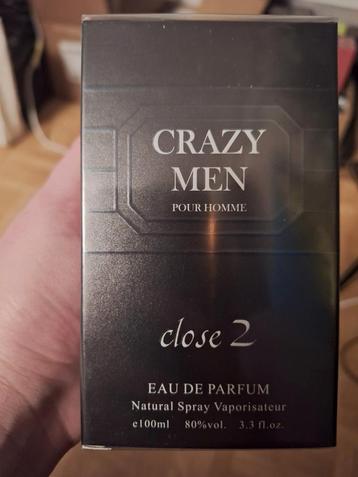 CRAZY
MEN
POUR HOMME
close 2
EAU DE PARFUM
Natural Spray Vaporisateur
e100ml 80%vol. 3.3 fl.oz.